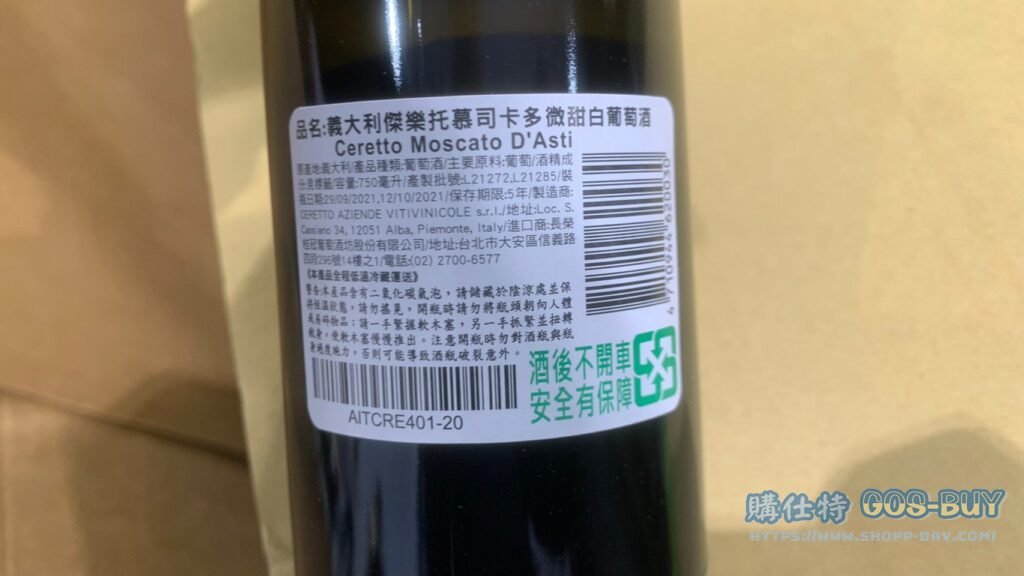 品名:義大利傑樂托慕司卡多微甜白葡萄酒
Ceretto Moscato D'Asti
原產地:義大利/產品種類:葡萄酒/主要原料:葡萄/酒精成
分:見標籤/容量:750毫升/產製批號:L21272,L21285/裝
瓶日期:29/09/2021,12/10/2021/保存期限:5年/製造商:
CERETTO AZIENDE VITIVINICOLE s.r.l./地址:Loc. S.
Cassiano 34, 12051 Alba, Piemonte, Italy/進口商:長榮
桂冠葡萄酒坊股份有限公司/地址:台北市大安區信義路
四段296號14樓之1/電話:(02) 2700-6577
《本產品全程低溫冷藏運送》
警告:本產品含有二氧化碳氣泡,請儲藏於陰涼處並保
持低溫狀態,請勿搖晃,開瓶時請勿將瓶頭朝向人體
或易碎物品;請一手緊握軟木塞,另一手抓緊並扭轉
瓶身,使軟木塞慢慢推出。注意開瓶時勿對酒瓶與瓶
身過度施力,否則可能導致酒瓶破裂意外。
AITCRE401-20
酒後不開車
安全有保障
4 710944 630030
購仕特 GOS-BUY
HTTPS://WWW.SHOPP-DAY.COM/